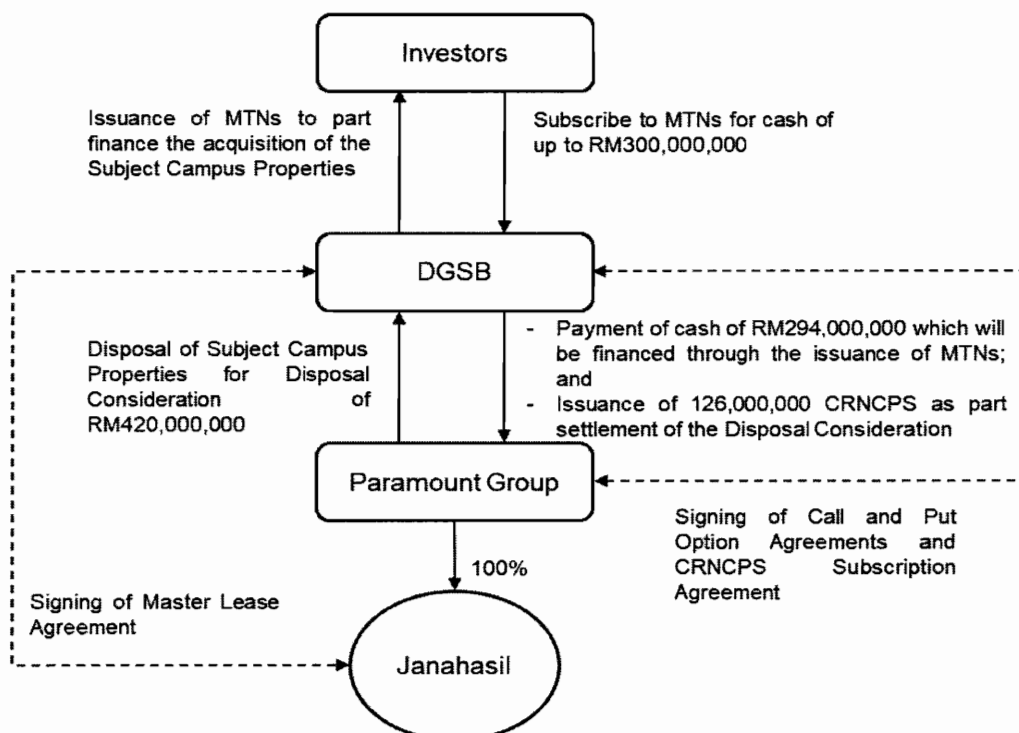 Investors
Issuance of MTNs to part
finance the acquisition of the
Subject Campus Properties
Subscribe to MTNs for cash of
up to RM300,000,000
DGSB
Disposal of Subject Campus
Properties for Disposal
Consideration of
RM420,000,000
- Payment of cash of RM294,000,000 which will
be financed through the issuance of MTNs;
and
- Issuance of 126,000,000 CRNCPS as part
settlement of the Disposal Consideration
Paramount Group
Signing of Call and Put
Option Agreements and
CRNCPS Subscription
Agreement
100%
Signing of Master Lease
Agreement
Janahasil